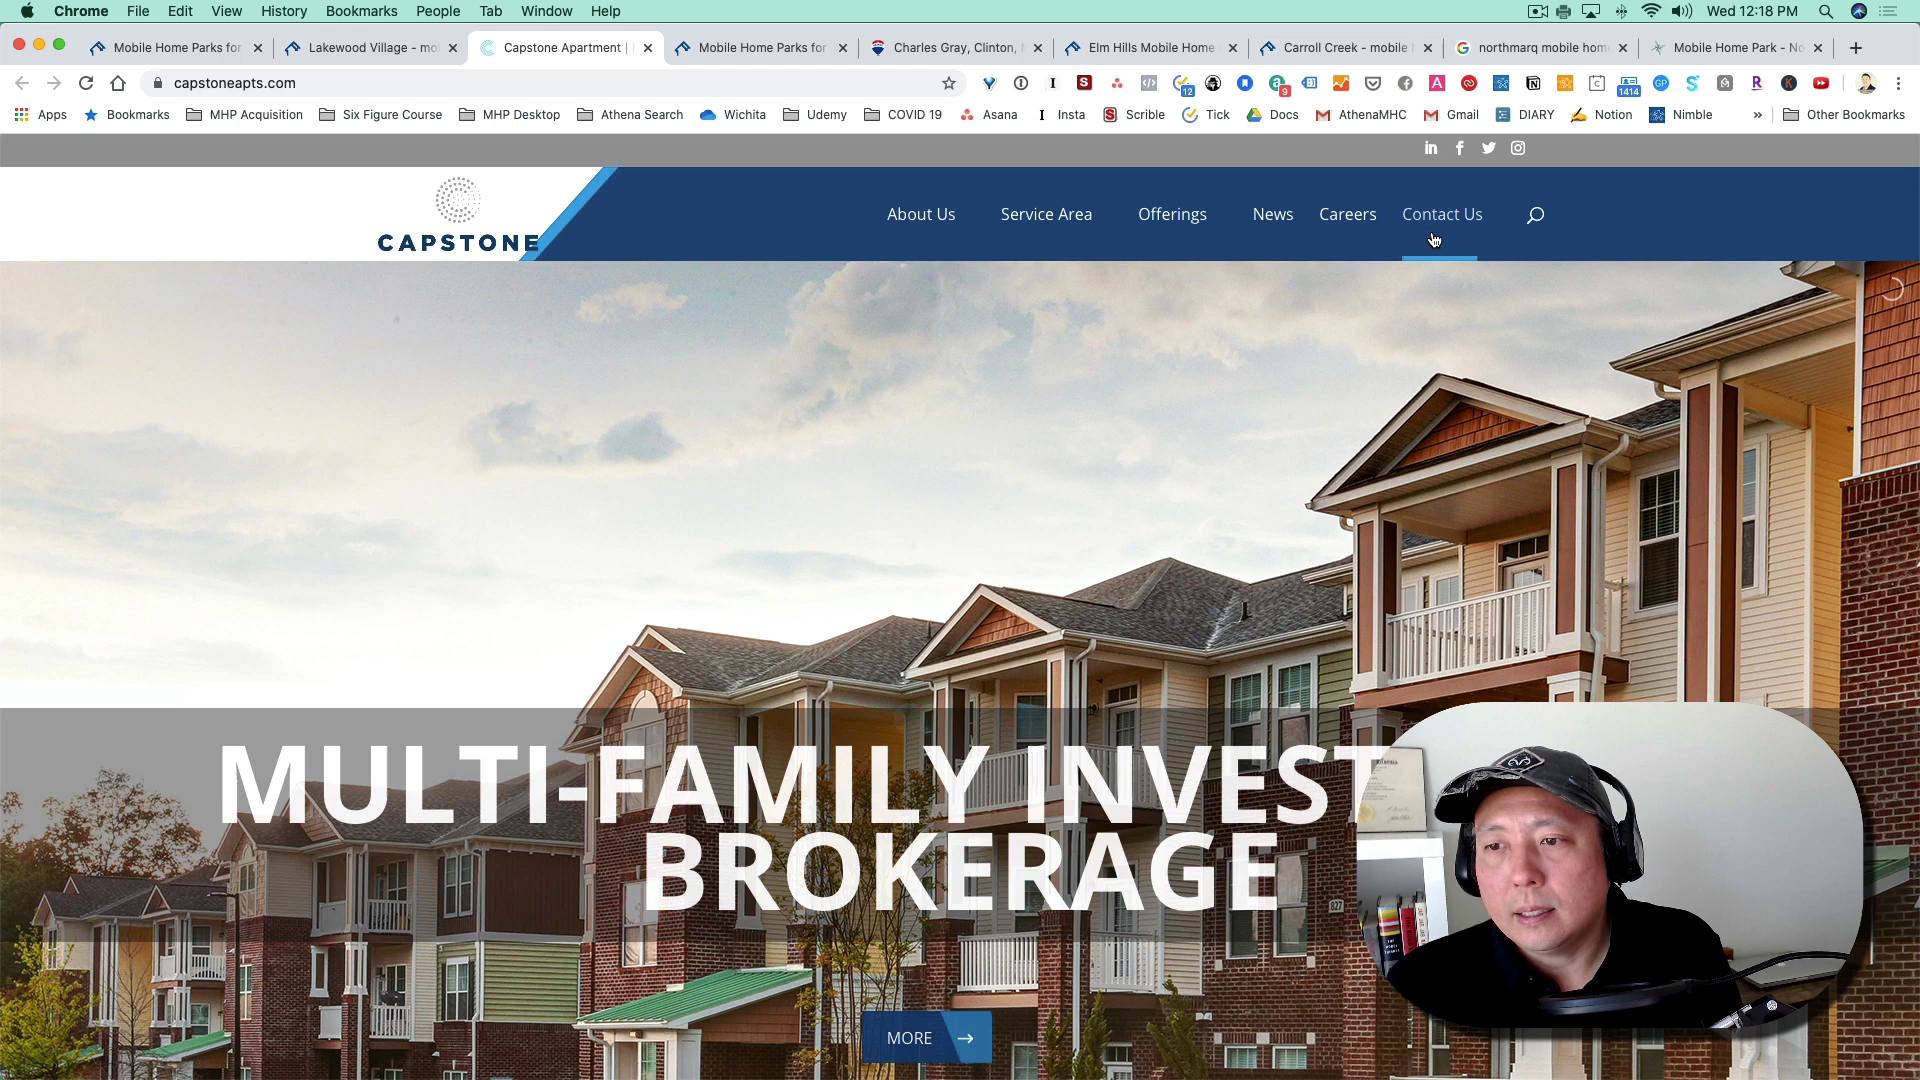 Chrome File Edit View History Bookmarks People Tab Window Help Wed 12:18 PM
Mobile Home Parks for Lakewood Village - mo Capstone Apartment | Mobile Home Parks for Charles Gray, Clinton, Elm Hills Mobile Home Carroll Creek - mobile northmarq mobile hom Mobile Home Park - No
capstoneapts.com
12 9 1414
Apps Bookmarks MHP Acquisition Six Figure Course MHP Desktop Athena Search Wichita Udemy COVID 19 Asana Insta Scrible Tick Docs AthenaMHC Gmail DIARY Notion Nimble » Other Bookmarks
CAPSTONE
About Us Service Area Offerings News Careers Contact Us
MULTI-FAMILY INVEST
BROKERAGE
827
MORE →